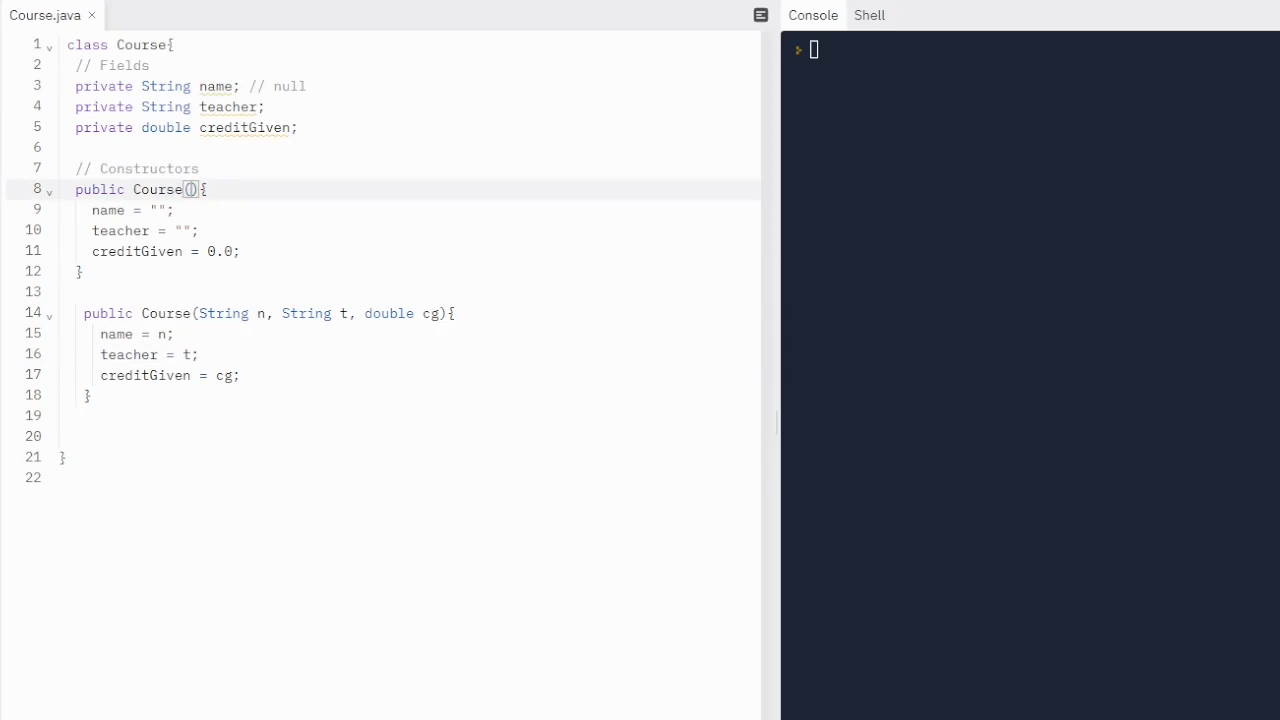 Course.java ×
Console Shell
1 class Course{
2 // Fields
3 private String name; // null
4 private String teacher;
5 private double creditGiven;
6
7 // Constructors
8 public Course(){
9 name = "";
10 teacher = "";
11 creditGiven = 0.0;
12 }
13
14 public Course(String n, String t, double cg){
15 name = n;
16 teacher = t;
17 creditGiven = cg;
18 }
19
20
21 }
22